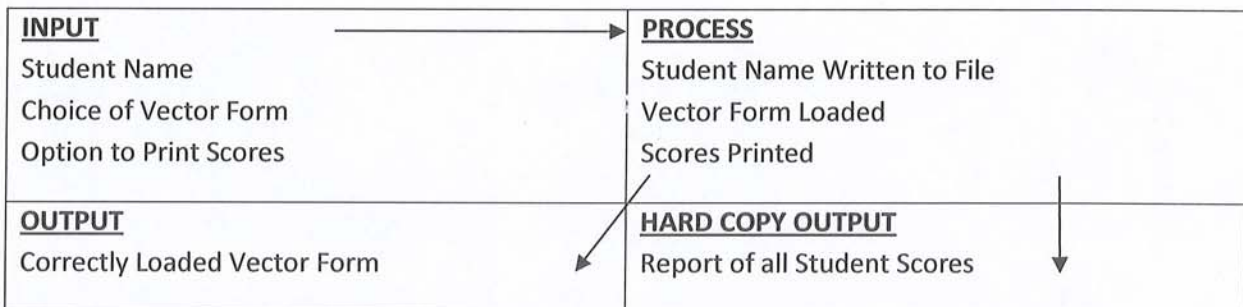 INPUT
Student Name
Choice of Vector Form
Option to Print Scores
PROCESS
Student Name Written to File
Vector Form Loaded
Scores Printed
OUTPUT
Correctly Loaded Vector Form
HARD COPY OUTPUT
Report of all Student Scores